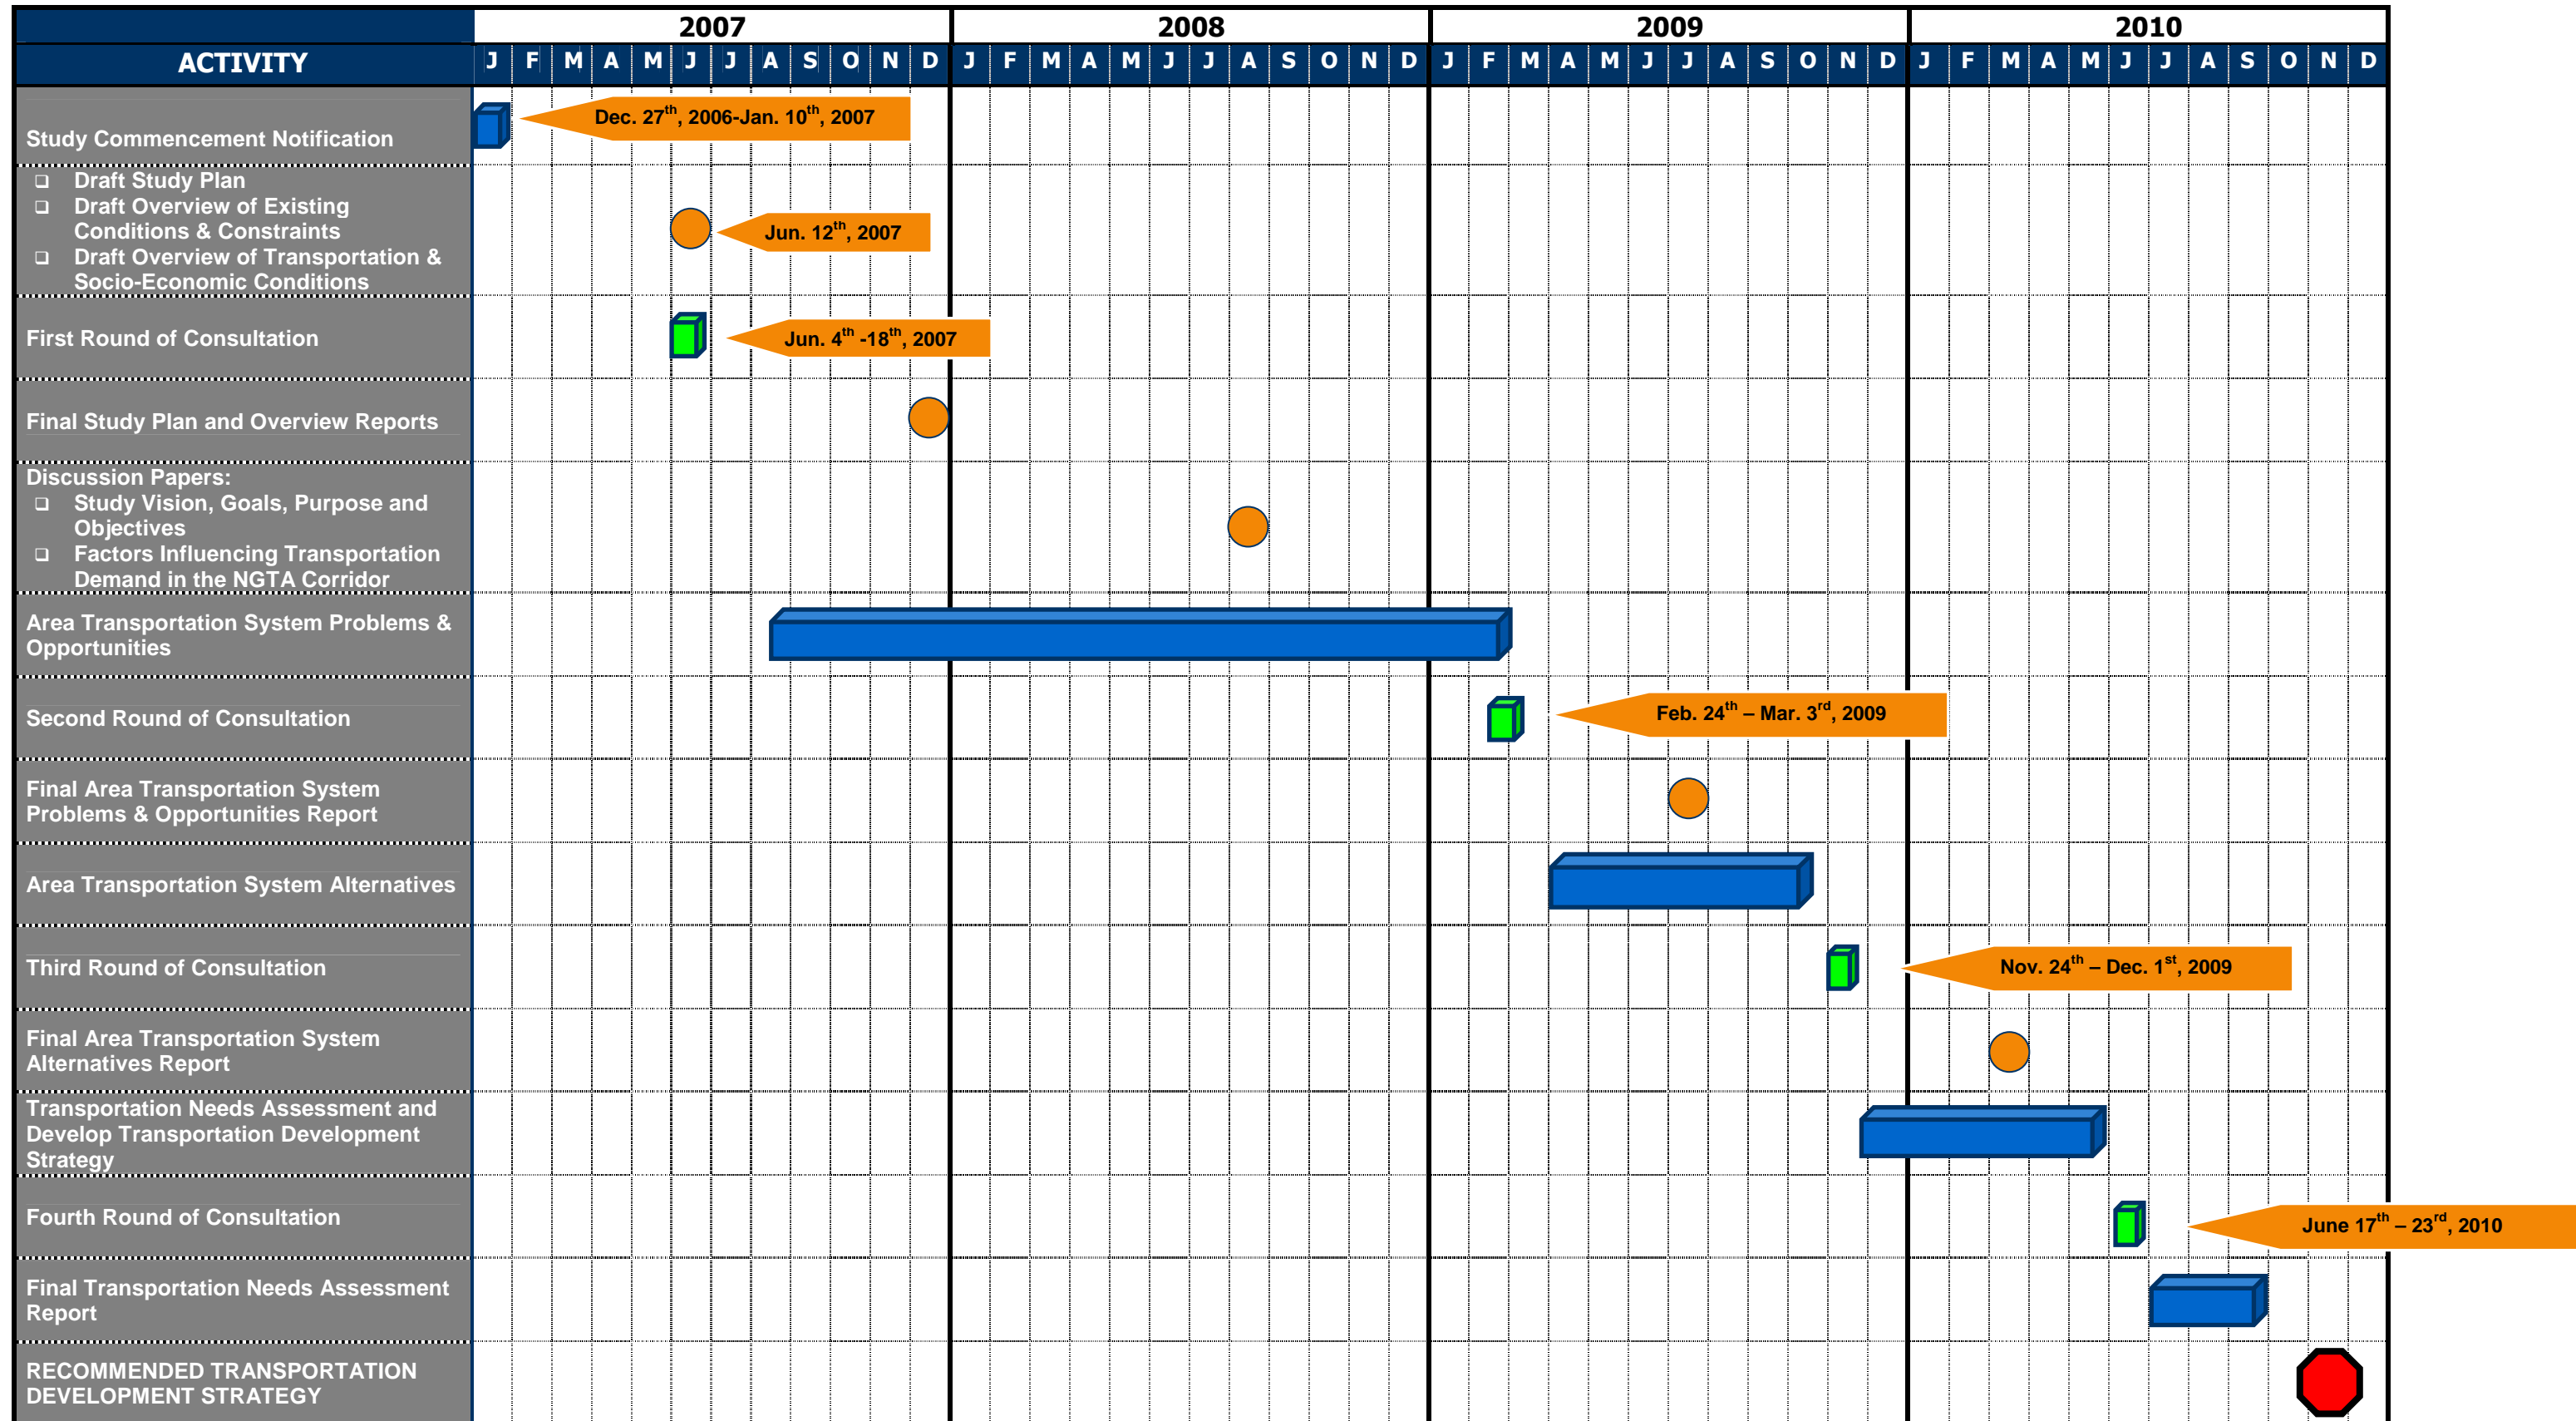 2007 2008 2009 2010
ACTIVITY J F M A M J J A S O N D J F M A M J J A S O N D J F M A M J J A S O N D J F M A M J J A S O N D
Study Commencement Notification
Dec. 27th, 2006-Jan. 10th, 2007
❑ Draft Study Plan
❑ Draft Overview of Existing
Conditions & Constraints
❑ Draft Overview of Transportation &
Socio-Economic Conditions
Jun. 12th, 2007
First Round of Consultation
Jun. 4th -18th, 2007
Final Study Plan and Overview Reports
Discussion Papers:
❑ Study Vision, Goals, Purpose and
Objectives
❑ Factors Influencing Transportation
Demand in the NGTA Corridor
Area Transportation System Problems &
Opportunities
Second Round of Consultation
Feb. 24th – Mar. 3rd, 2009
Final Area Transportation System
Problems & Opportunities Report
Area Transportation System Alternatives
Third Round of Consultation
Nov. 24th – Dec. 1st, 2009
Final Area Transportation System
Alternatives Report
Transportation Needs Assessment and
Develop Transportation Development
Strategy
Fourth Round of Consultation
June 17th – 23rd, 2010
Final Transportation Needs Assessment
Report
RECOMMENDED TRANSPORTATION
DEVELOPMENT STRATEGY